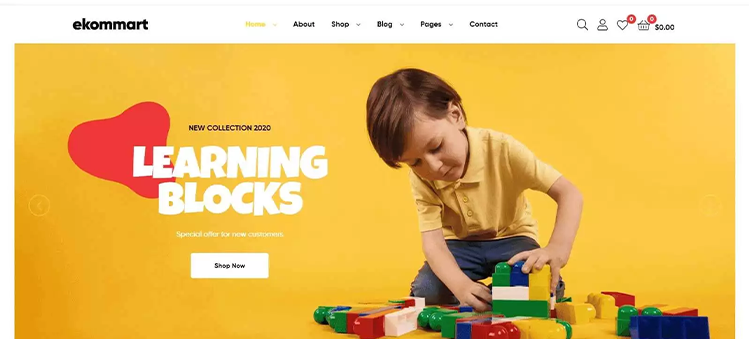 ekommart
Home About Shop Blog Pages Contact
0 0 $0.00
NEW COLLECTION 2020
LEARNING
BLOCKS
Special offer for new customers.
Shop Now